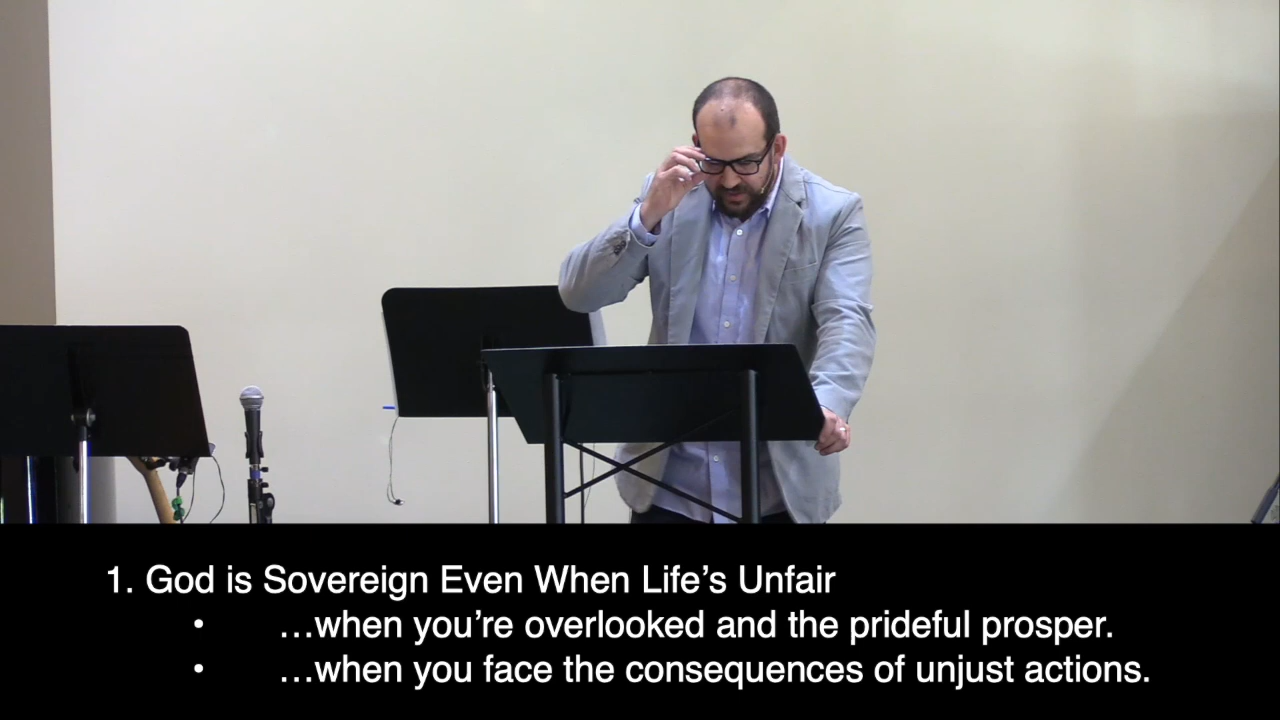 1. God is Sovereign Even When Life’s Unfair
• …when you’re overlooked and the prideful prosper.
• …when you face the consequences of unjust actions.